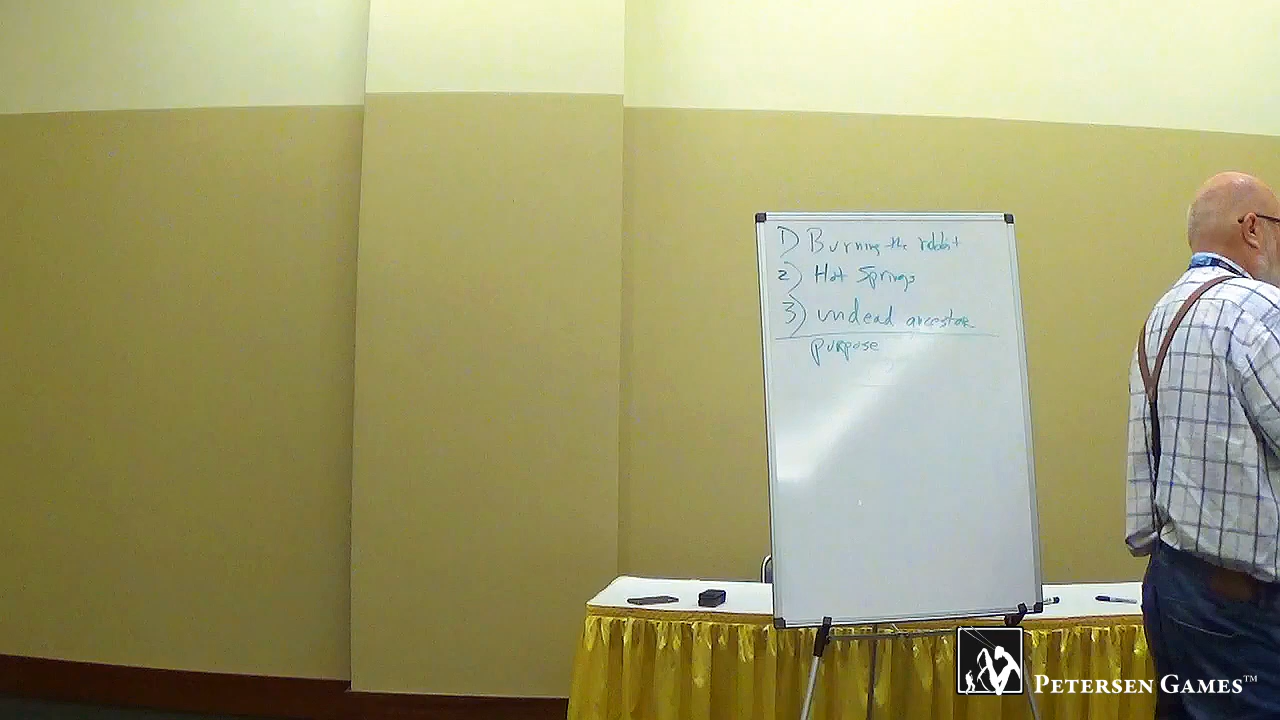 1) Burning the rabbit
2) Hot Springs
3) undead ancestor
purpose
PETERSEN GAMES™